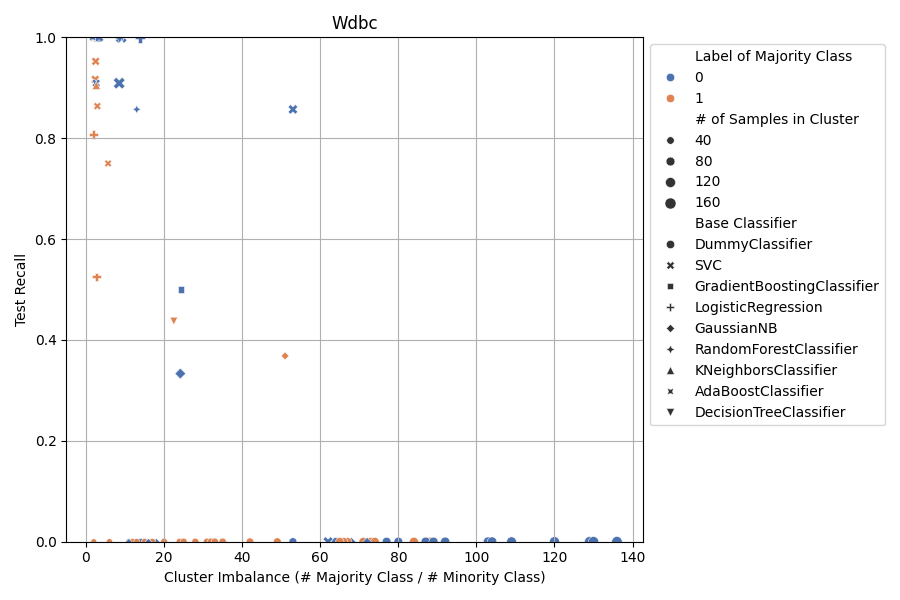 Wdbc
1.0
0.8
0.6
0.4
0.2
0.0
Test Recall
0 20 40 60 80 100 120 140
Cluster Imbalance (# Majority Class / # Minority Class)
Label of Majority Class
0
1
# of Samples in Cluster
40
80
120
160
Base Classifier
DummyClassifier
SVC
GradientBoostingClassifier
LogisticRegression
GaussianNB
RandomForestClassifier
KNeighborsClassifier
AdaBoostClassifier
DecisionTreeClassifier